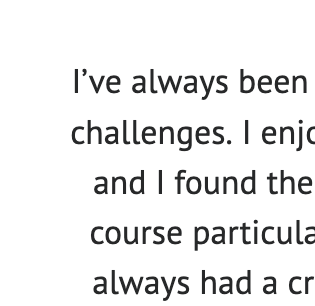 I've always been
challenges. I enjo
and I found the
course particula
always had a cr